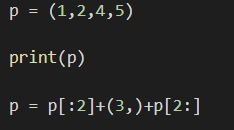 p = (1,2,4,5)
print(p)
p = p[:2]+(3,)+p[2:]